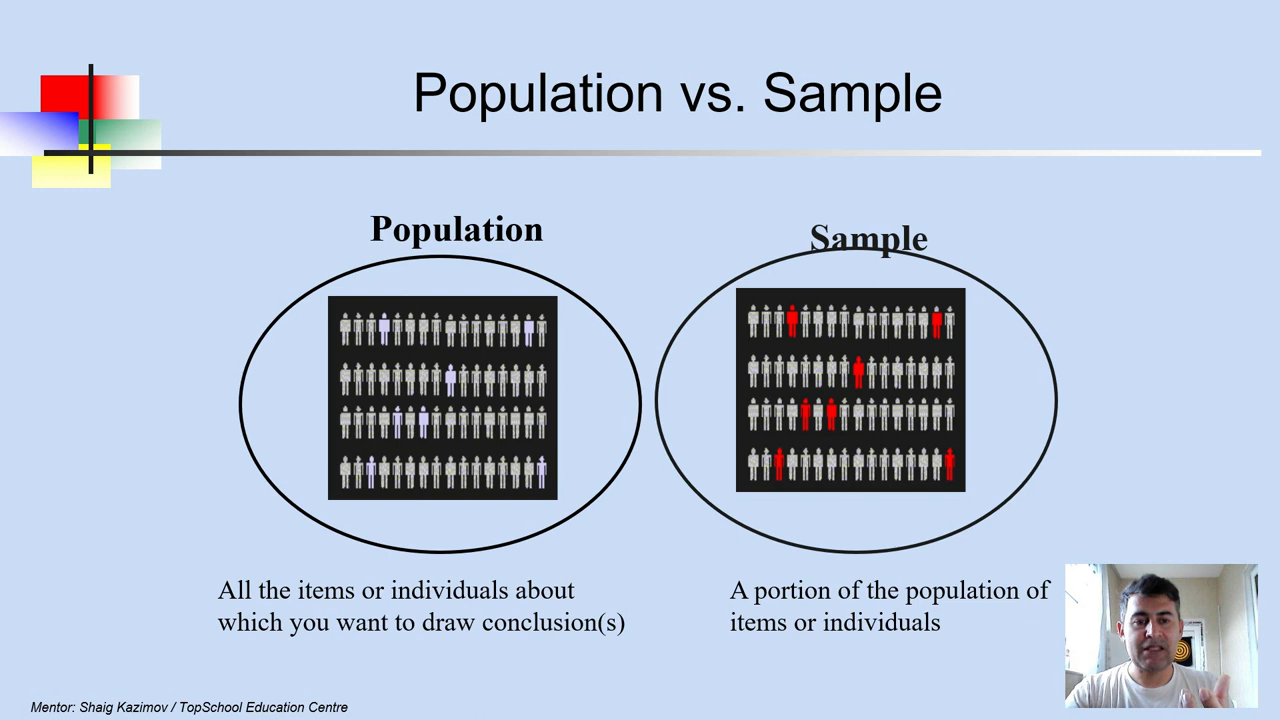 Population vs. Sample
Population
Sample
All the items or individuals about
which you want to draw conclusion(s)
A portion of the population of
items or individuals
Mentor: Shaig Kazimov / TopSchool Education Centre